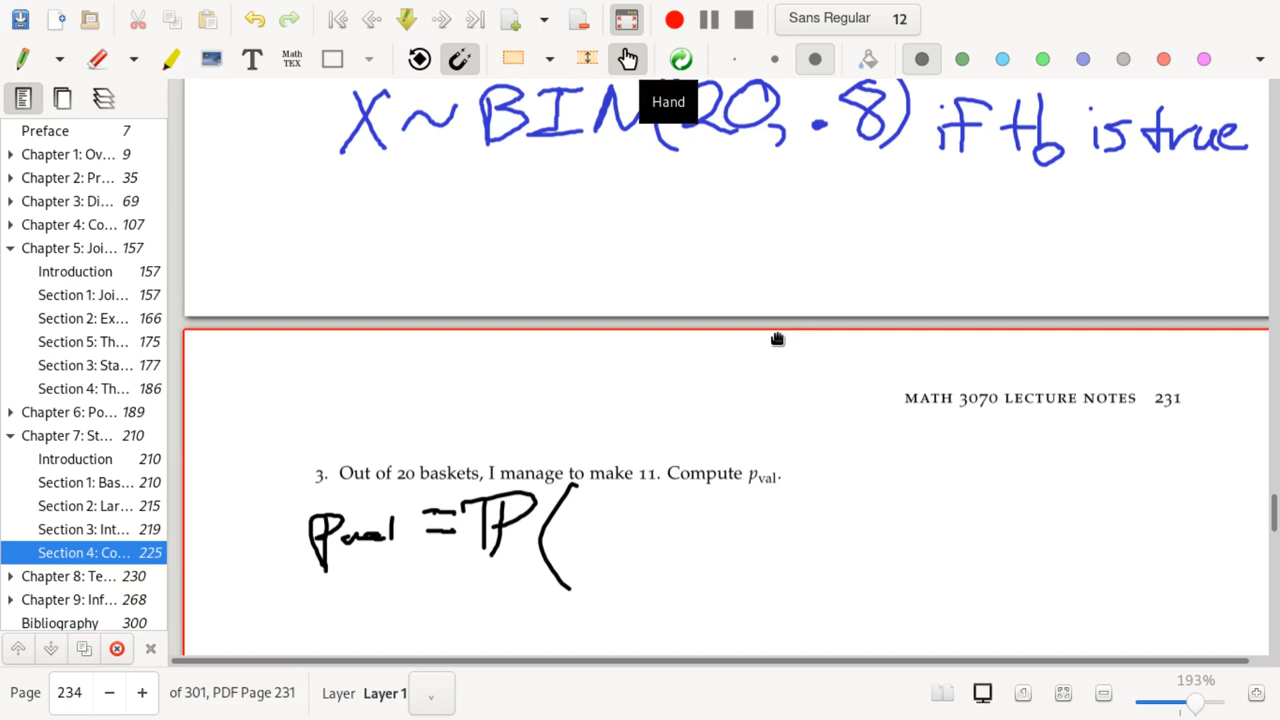 Sans Regular 12
T Math TEX
Hand
Preface 7
Chapter 1: Ov... 9
Chapter 2: Pr... 35
Chapter 3: Di... 69
Chapter 4: Co... 107
Chapter 5: Joi... 157
Introduction 157
Section 1: Joi... 157
Section 2: Ex... 166
Section 5: Th... 175
Section 3: Sta... 177
Section 4: Th... 186
Chapter 6: Po... 189
Chapter 7: St... 210
Introduction 210
Section 1: Bas... 210
Section 2: Lar... 215
Section 3: Int... 219
Section 4: Co... 225
Chapter 8: Te... 230
Chapter 9: Inf... 268
Bibliography 300
X ~ BIN(20, .8) if H₀ is true
MATH 3070 LECTURE NOTES 231
3. Out of 20 baskets, I manage to make 11. Compute p_val.
p_val = ℙ(
Page 234 of 301, PDF Page 231 Layer Layer 1 193%